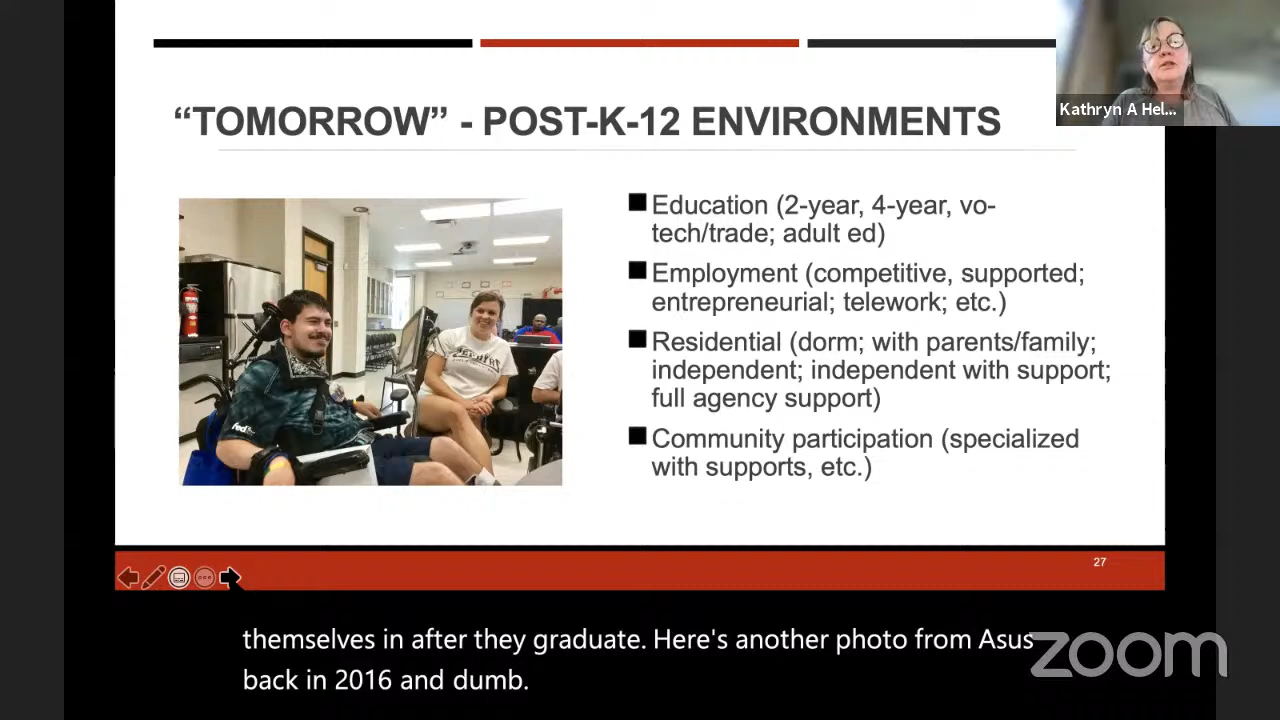 Kathryn A Hel...
“TOMORROW” - POST-K-12 ENVIRONMENTS
Education (2-year, 4-year, vo-
tech/trade; adult ed)
Employment (competitive, supported;
entrepreneurial; telework; etc.)
Residential (dorm; with parents/family;
independent; independent with support;
full agency support)
Community participation (specialized
with supports, etc.)
fed
27
themselves in after they graduate. Here's another photo from Asus
back in 2016 and dumb.
zoom